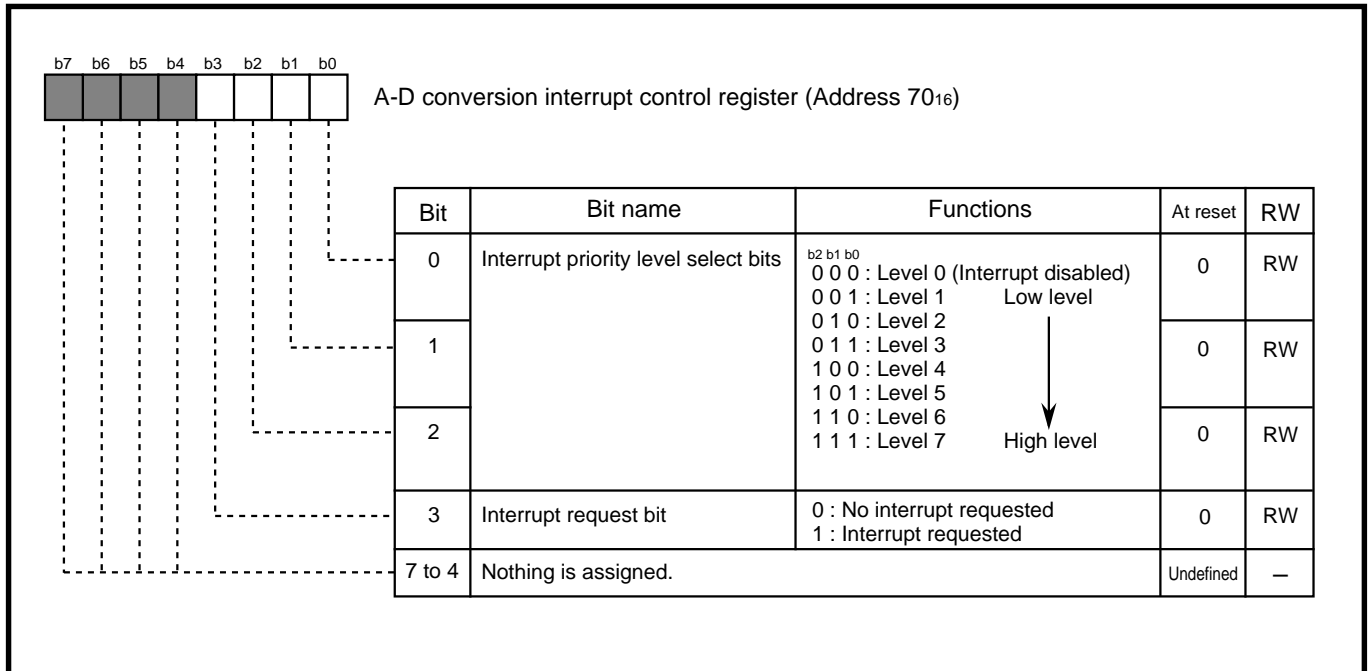 b7 b6 b5 b4 b3 b2 b1 b0
A-D conversion interrupt control register (Address 70₁₆)
Bit Bit name Functions At reset RW
0 Interrupt priority level select bits b2 b1 b0 0 RW
0 0 0 : Level 0 (Interrupt disabled)
0 0 1 : Level 1 Low level
0 1 0 : Level 2
1 0 1 1 : Level 3 0 RW
1 0 0 : Level 4
1 0 1 : Level 5
1 1 0 : Level 6
2 1 1 1 : Level 7 High level 0 RW
3 Interrupt request bit 0 : No interrupt requested 0 RW
1 : Interrupt requested
7 to 4 Nothing is assigned. Undefined –